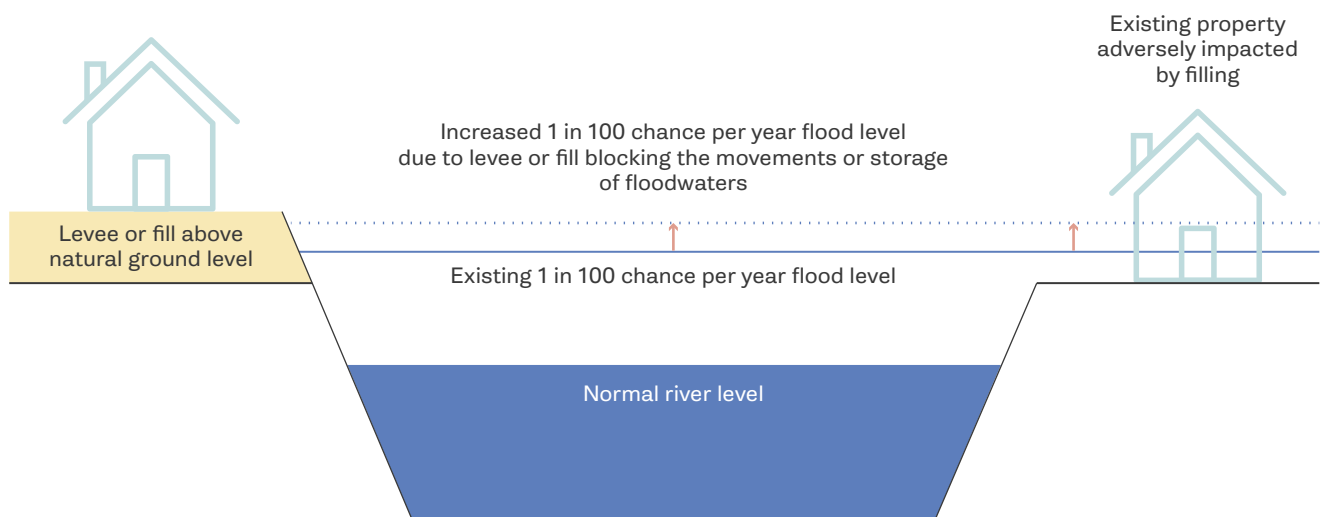 Existing property
adversely impacted
by filling
Increased 1 in 100 chance per year flood level
due to levee or fill blocking the movements or storage
of floodwaters
Levee or fill above
natural ground level
Existing 1 in 100 chance per year flood level
Normal river level